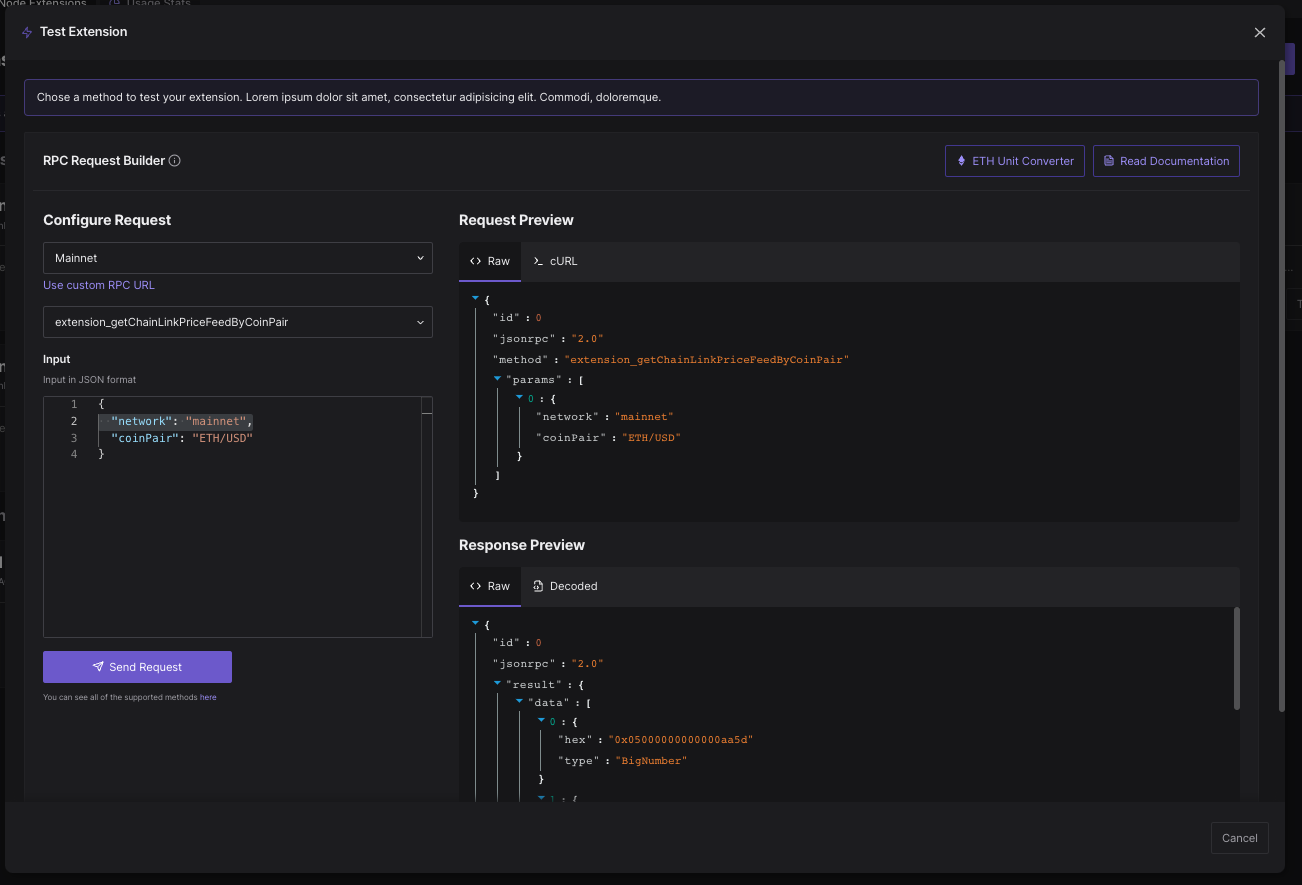 Node Extensions
Usage Stats
Test Extension
Chose a method to test your extension. Lorem ipsum dolor sit amet, consectetur adipisicing elit. Commodi, doloremque.
RPC Request Builder
ETH Unit Converter
Read Documentation
Configure Request
Mainnet
Use custom RPC URL
extension_getChainLinkPriceFeedByCoinPair
Input
Input in JSON format
1 {
2 "network": "mainnet",
3 "coinPair": "ETH/USD"
4 }
Send Request
You can see all of the supported methods here
Request Preview
Raw
cURL
{
"id" : 0
"jsonrpc" : "2.0"
"method" : "extension_getChainLinkPriceFeedByCoinPair"
"params" : [
0 : {
"network" : "mainnet"
"coinPair" : "ETH/USD"
}
]
}
Response Preview
Raw
Decoded
{
"id" : 0
"jsonrpc" : "2.0"
"result" : {
"data" : [
0 : {
"hex" : "0x05000000000000aa5d"
"type" : "BigNumber"
}
1 : {
Cancel